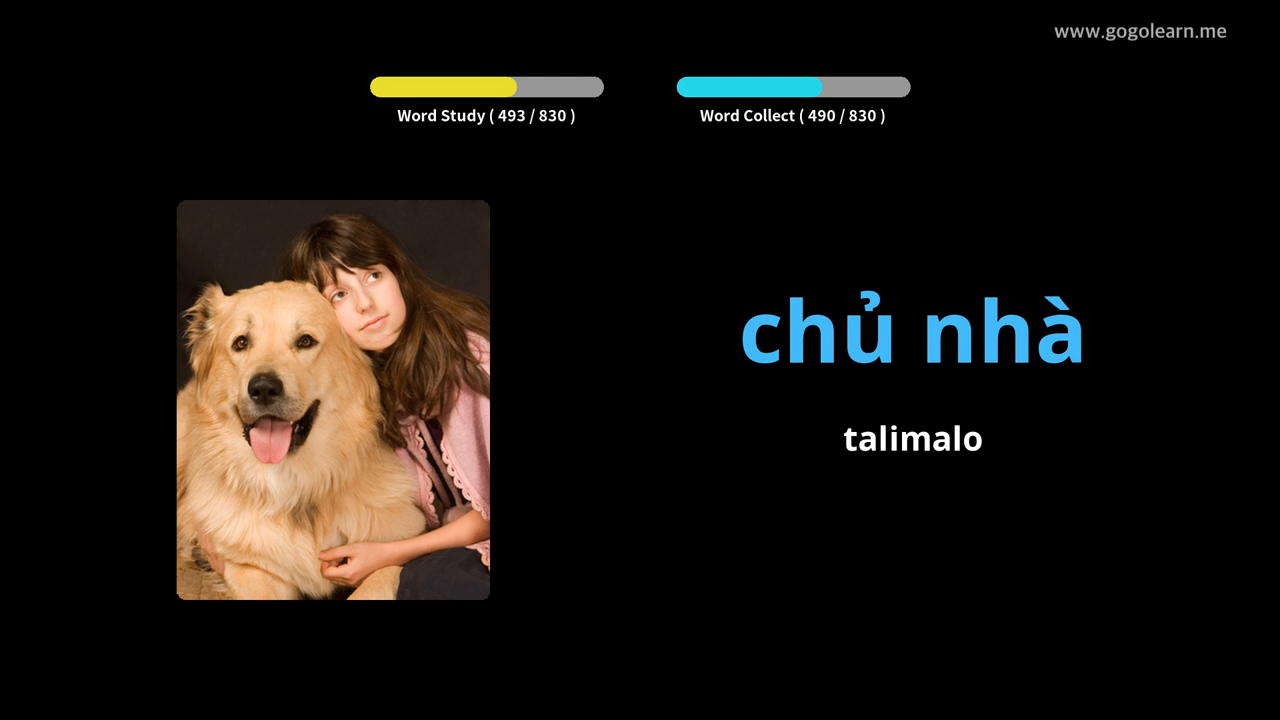 www.gogolearn.me
Word Study ( 493 / 830 )
Word Collect ( 490 / 830 )
chủ nhà
talimalo